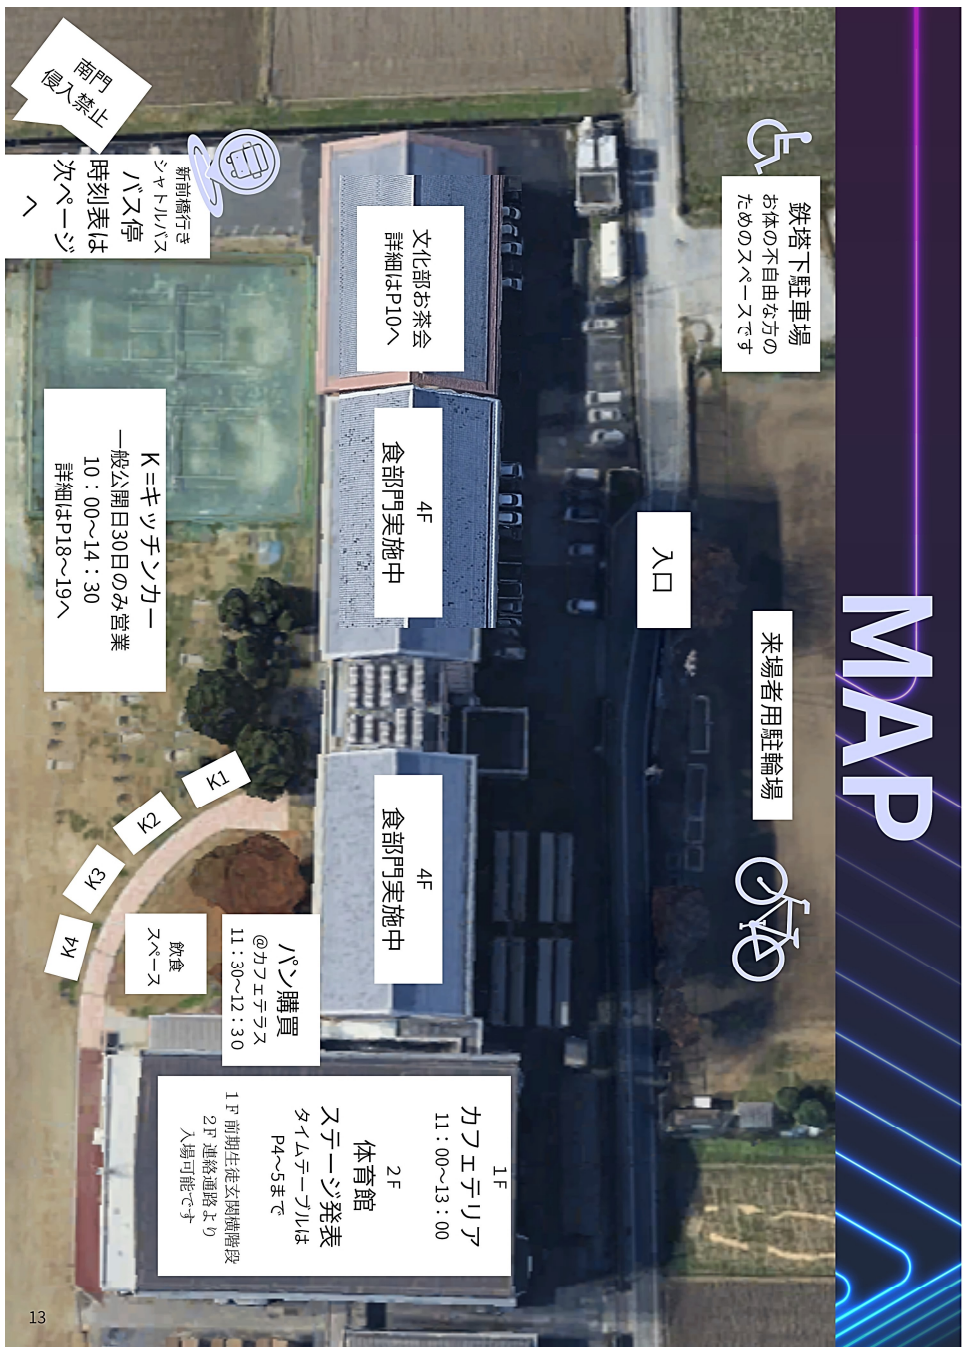 MAP
鉄塔下駐車場
お体の不自由な方の
ためのスペースです
来場者用駐輪場
入口
文化部お茶会
詳細はP10へ
4F
食部門実施中
4F
食部門実施中
南門
侵入禁止
新前橋行き
シャトルバス
バス停
時刻表は
次ページ
へ
K=キッチンカー
一般公開日30日のみ営業
10:00～14:30
詳細はP18～19へ
K1
K2
K3
K4
飲食
スペース
パン購買
@カフェテラス
11:30～12:30
1F
カフェテリア
11:00～13:00
2F
体育館
ステージ発表
タイムテーブルは
P4～5まで
1F 前期生徒玄関横階段
2F 連絡通路より
入場可能です
13